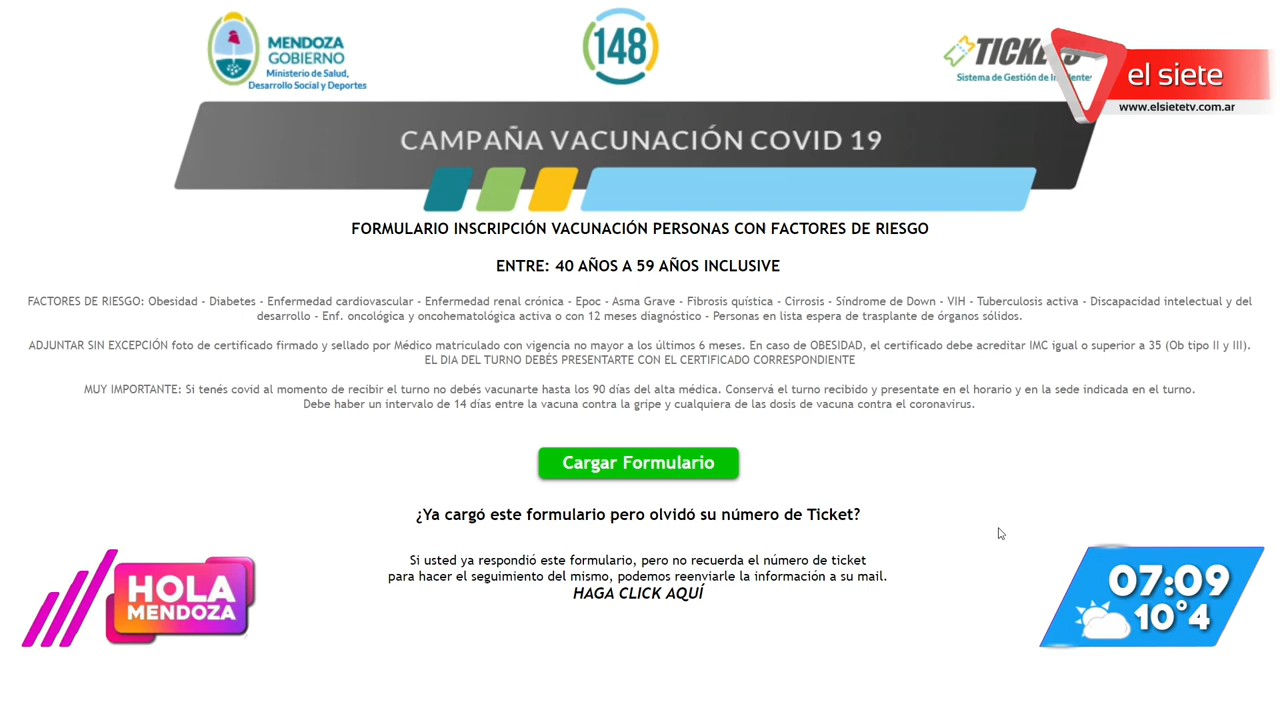 MENDOZA
GOBIERNO
Ministerio de Salud,
Desarrollo Social y Deportes
148
Sistema de Gestión de
el siete
www.elsietetv.com.ar
CAMPAÑA VACUNACIÓN COVID 19
FORMULARIO INSCRIPCIÓN VACUNACIÓN PERSONAS CON FACTORES DE RIESGO
ENTRE: 40 AÑOS A 59 AÑOS INCLUSIVE
FACTORES DE RIESGO: Obesidad - Diabetes - Enfermedad cardiovascular - Enfermedad renal crónica - Epoc - Asma Grave - Fibrosis quística - Cirrosis - Síndrome de Down - VIH - Tuberculosis activa - Discapacidad intelectual y del
desarrollo - Enf. oncológica y oncohematológica activa o con 12 meses diagnóstico - Personas en lista espera de trasplante de órganos sólidos.
ADJUNTAR SIN EXCEPCIÓN foto de certificado firmado y sellado por Médico matriculado con vigencia no mayor a los últimos 6 meses. En caso de OBESIDAD, el certificado debe acreditar IMC igual o superior a 35 (Ob tipo II y III).
EL DIA DEL TURNO DEBÉS PRESENTARTE CON EL CERTIFICADO CORRESPONDIENTE
MUY IMPORTANTE: Si tenés covid al momento de recibir el turno no debés vacunarte hasta los 90 días del alta médica. Conservá el turno recibido y presentate en el horario y en la sede indicada en el turno.
Debe haber un intervalo de 14 días entre la vacuna contra la gripe y cualquiera de las dosis de vacuna contra el coronavirus.
Cargar Formulario
¿Ya cargó este formulario pero olvidó su número de Ticket?
Si usted ya respondió este formulario, pero no recuerda el número de ticket
para hacer el seguimiento del mismo, podemos reenviarle la información a su mail.
HAGA CLICK AQUÍ
HOLA
MENDOZA
07:09
10°4